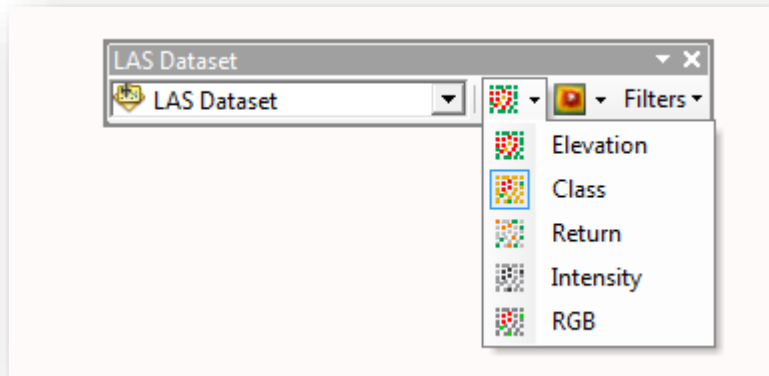 LAS Dataset
LAS Dataset Filters
Elevation
Class
Return
Intensity
RGB